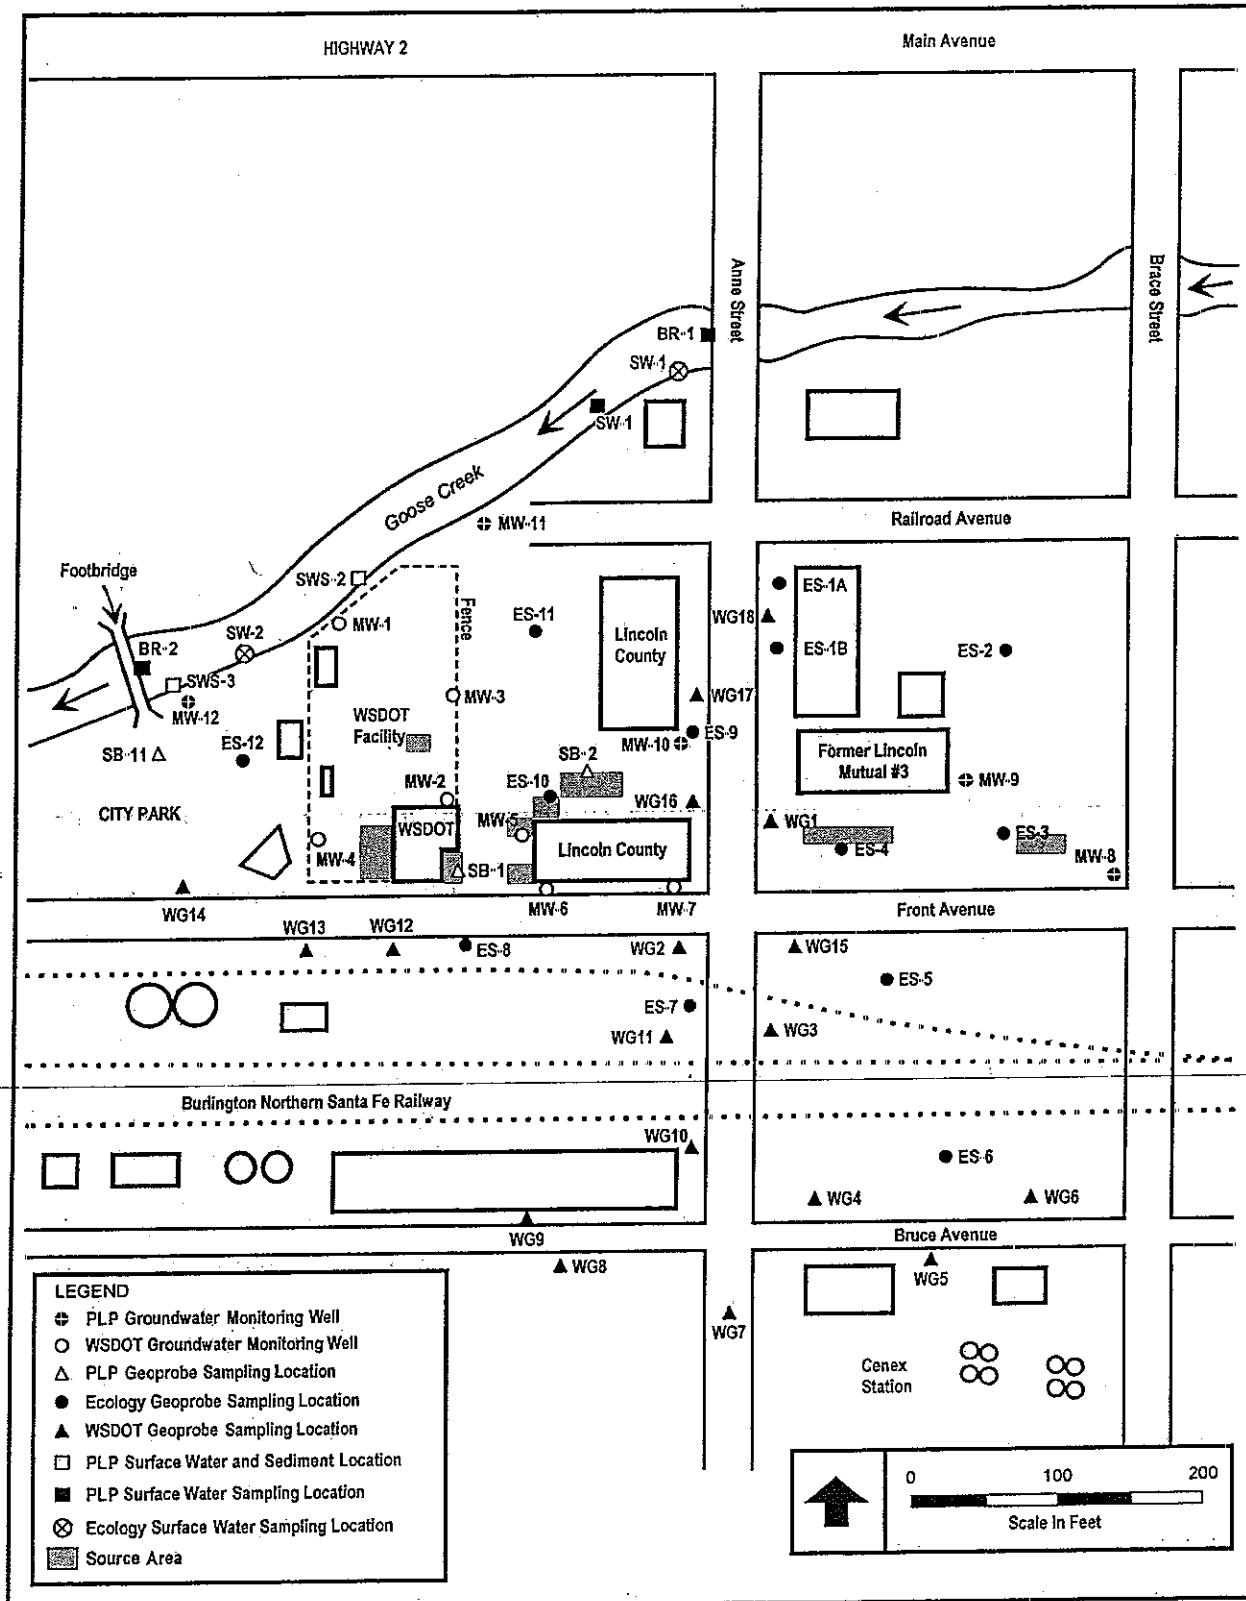 HIGHWAY 2
Main Avenue
Anne Street
Brace Street
BR-1
SW-1
SW-1
Goose Creek
MW-11
Railroad Avenue
Footbridge
SWS-2
Fence
ES-11
ES-1A
WG18
MW-1
SW-2
Lincoln
County
BR-2
ES-1B
ES-2
SWS-3
MW-3
WG17
MW-12
WSDOT
Facility
ES-9
SB-11
ES-12
MW-10
SB-2
Former Lincoln
Mutual #3
MW-9
MW-2
ES-10
WG16
CITY PARK
WSDOT
MW-5
WG1
ES-3
MW-4
SB-1
Lincoln County
ES-4
MW-8
WG14
MW-6
MW-7
Front Avenue
WG13
WG12
ES-8
WG2
WG15
ES-5
ES-7
WG11
WG3
Burlington Northern Santa Fe Railway
WG10
ES-6
WG4
WG6
WG9
Bruce Avenue
WG8
WG5
WG7
Cenex
Station
LEGEND
PLP Groundwater Monitoring Well
WSDOT Groundwater Monitoring Well
PLP Geoprobe Sampling Location
Ecology Geoprobe Sampling Location
WSDOT Geoprobe Sampling Location
PLP Surface Water and Sediment Location
PLP Surface Water Sampling Location
Ecology Surface Water Sampling Location
Source Area
0 100 200
Scale In Feet